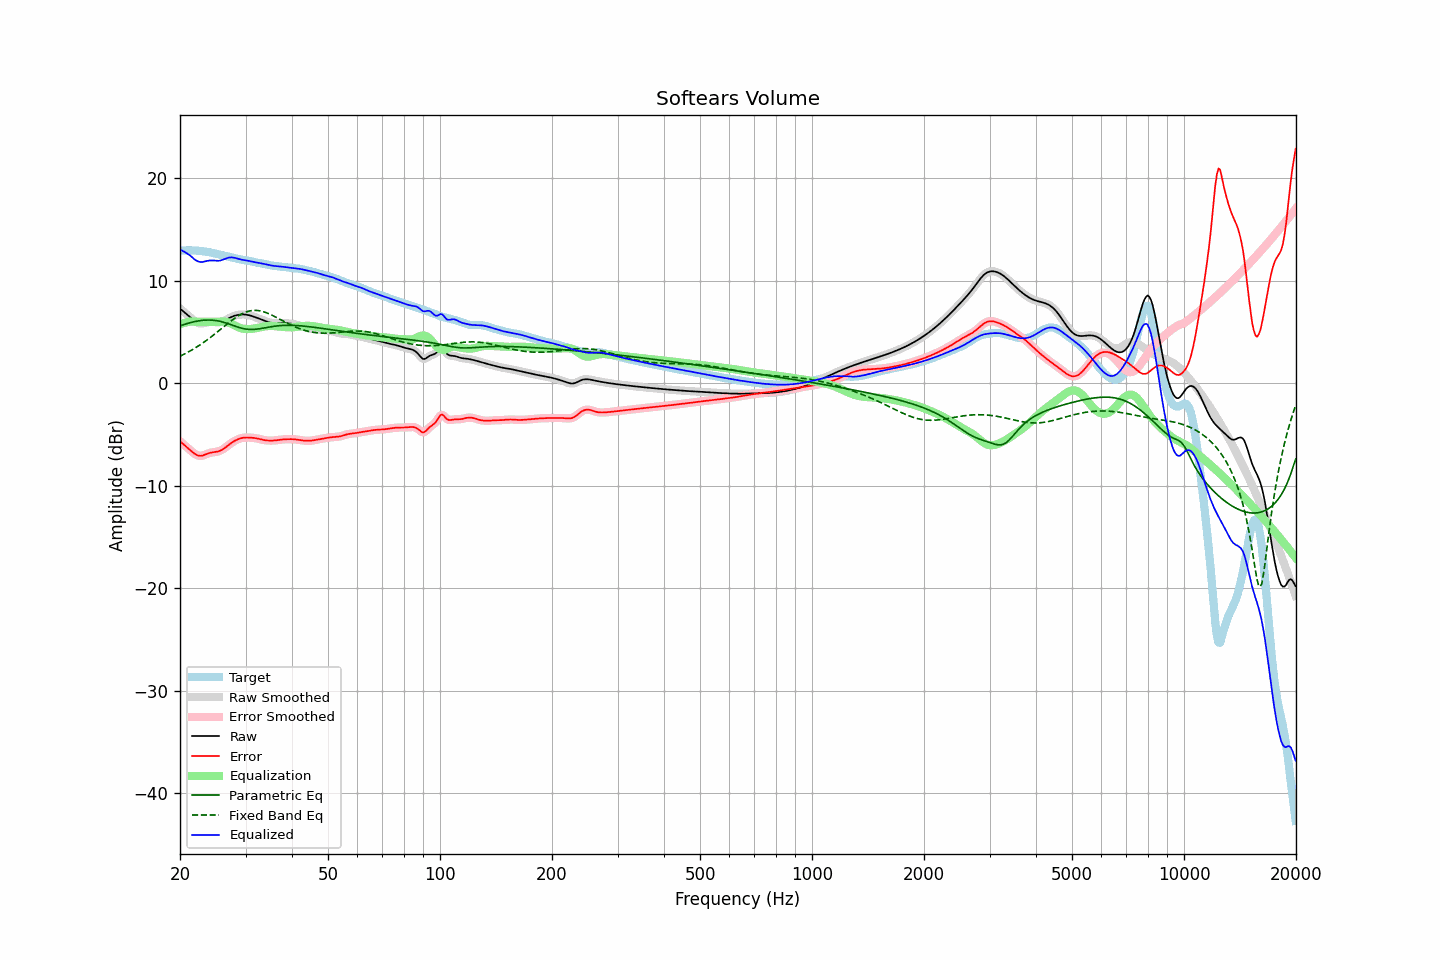 Softears Volume
Amplitude (dBr)
20
10
0
−10
−20
−30
−40
Target
Raw Smoothed
Error Smoothed
Raw
Error
Equalization
Parametric Eq
Fixed Band Eq
Equalized
20 50 100 200 500 1000 2000 5000 10000 20000
Frequency (Hz)